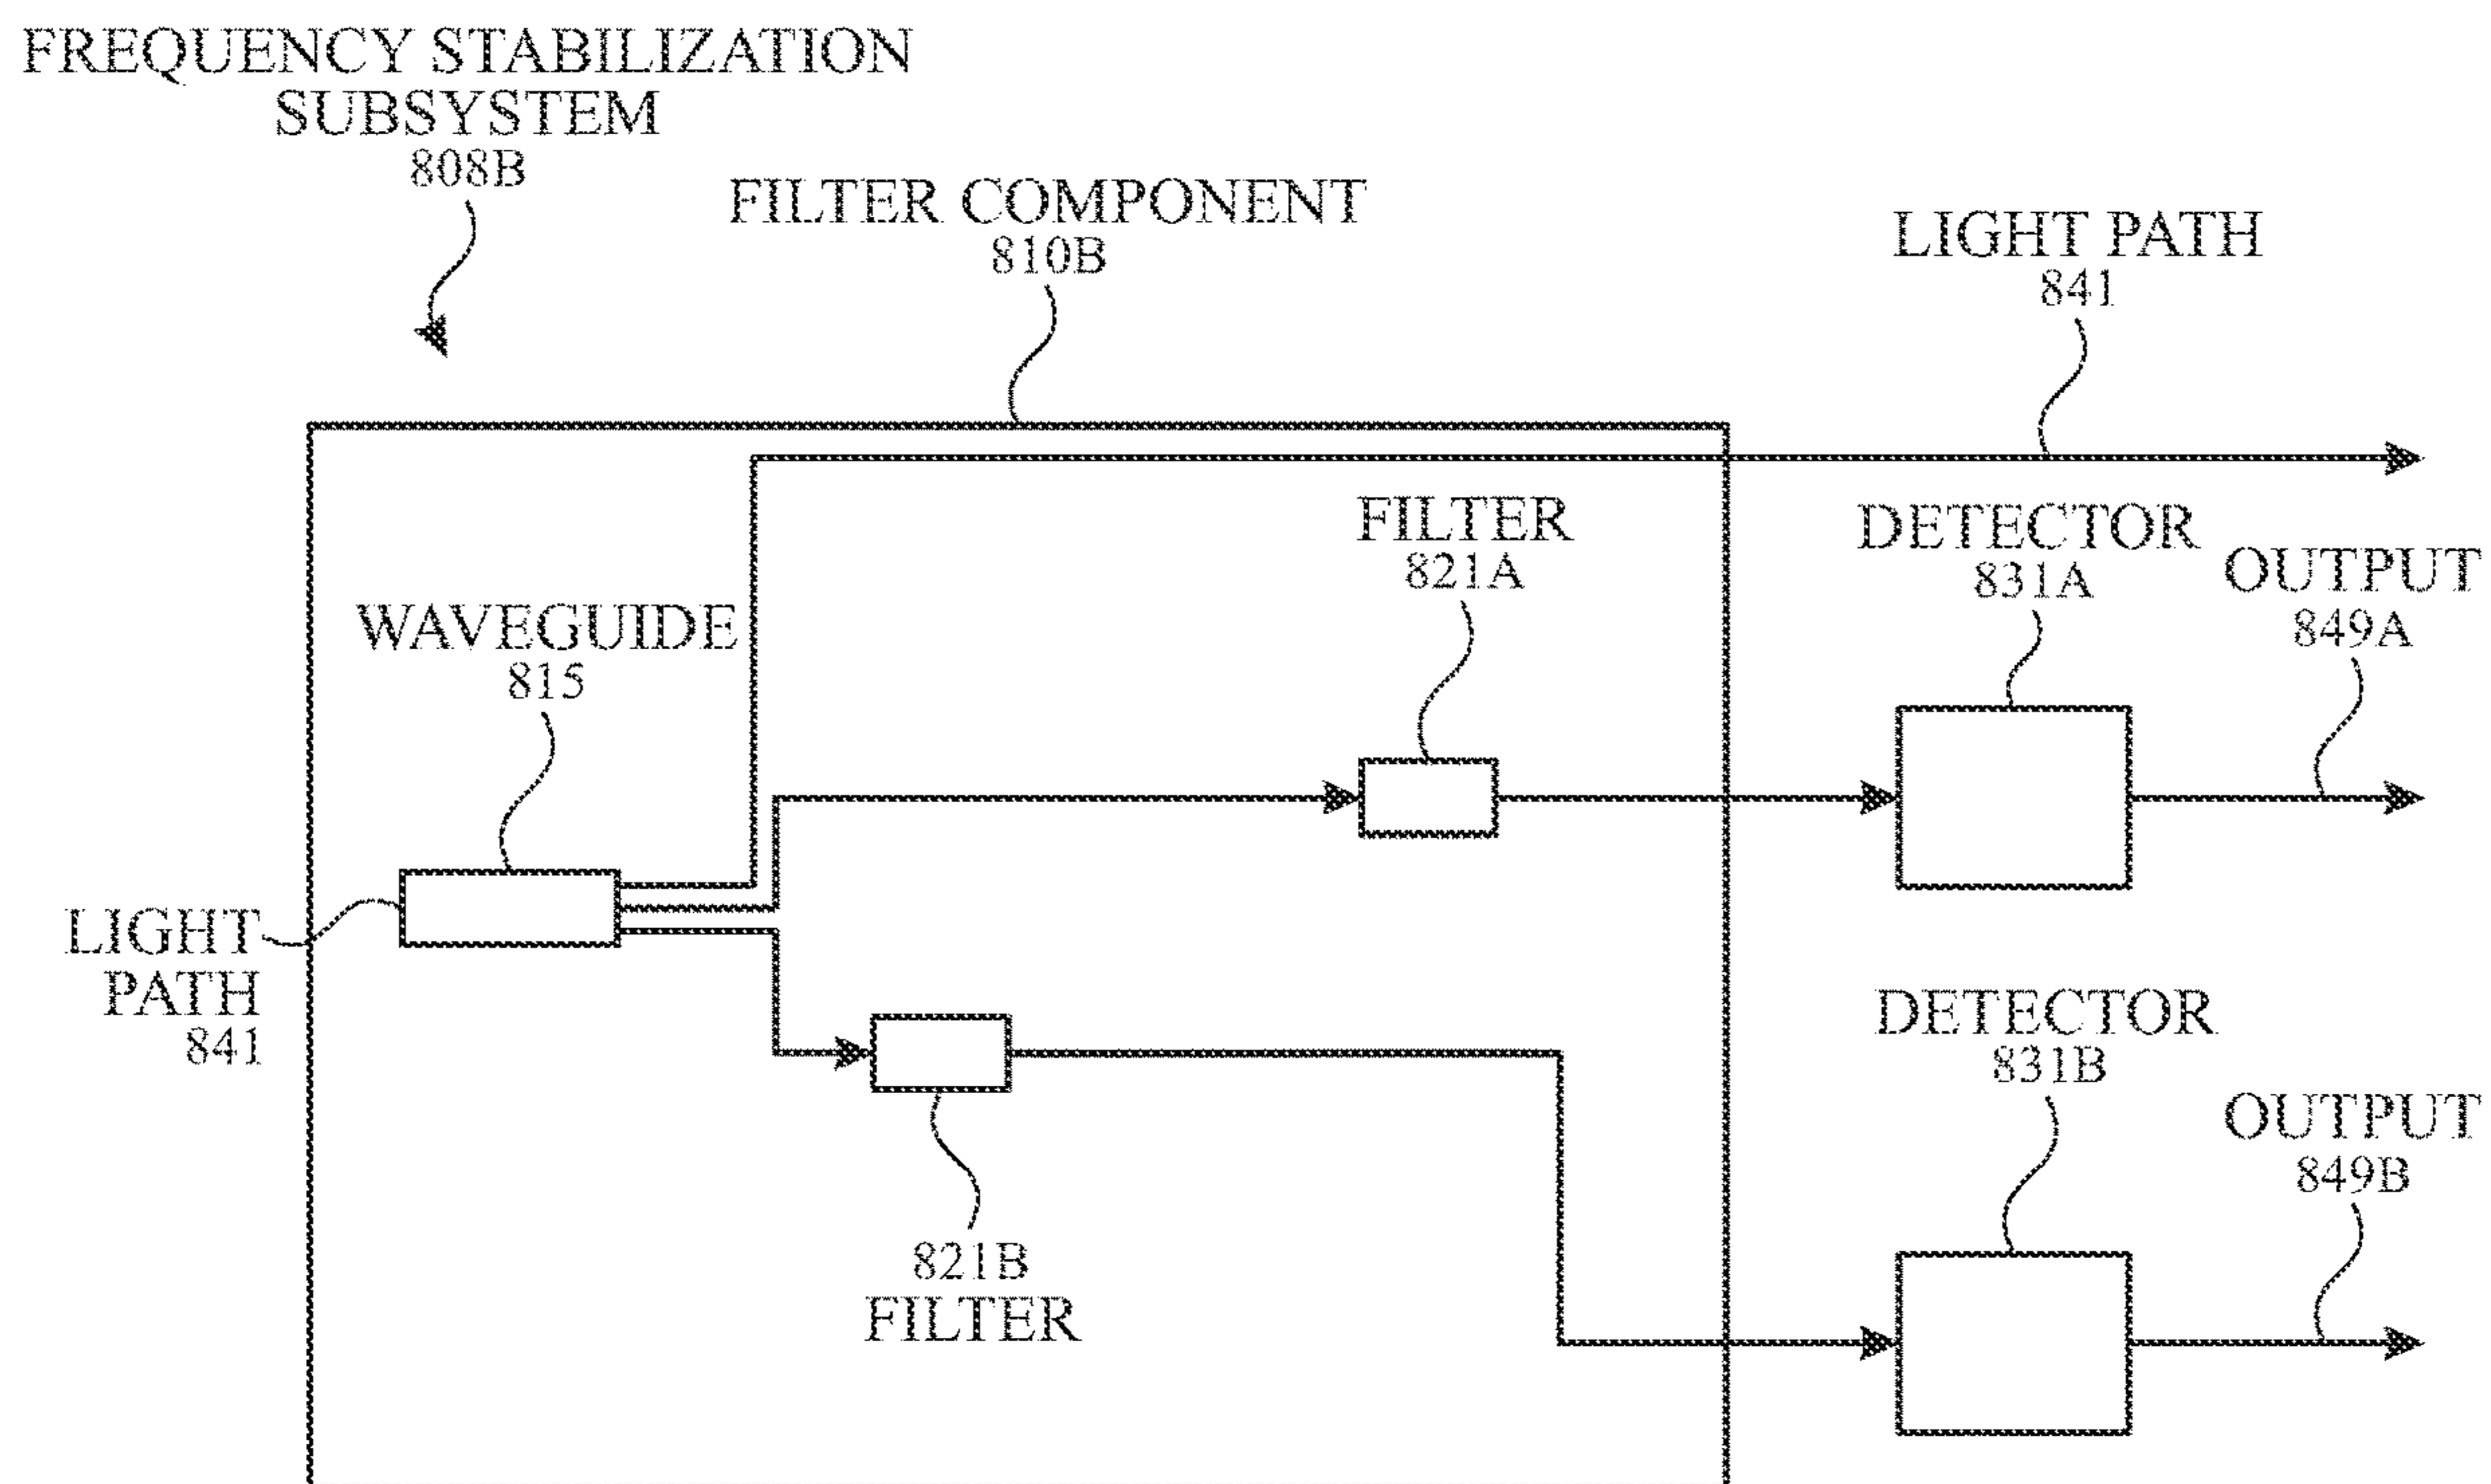 FREQUENCY STABILIZATION
SUBSYSTEM
808B
FILTER COMPONENT
810B
LIGHT PATH
841
FILTER
821A
DETECTOR
831A
OUTPUT
849A
WAVEGUIDE
815
LIGHT
PATH
841
DETECTOR
831B
OUTPUT
849B
821B
FILTER